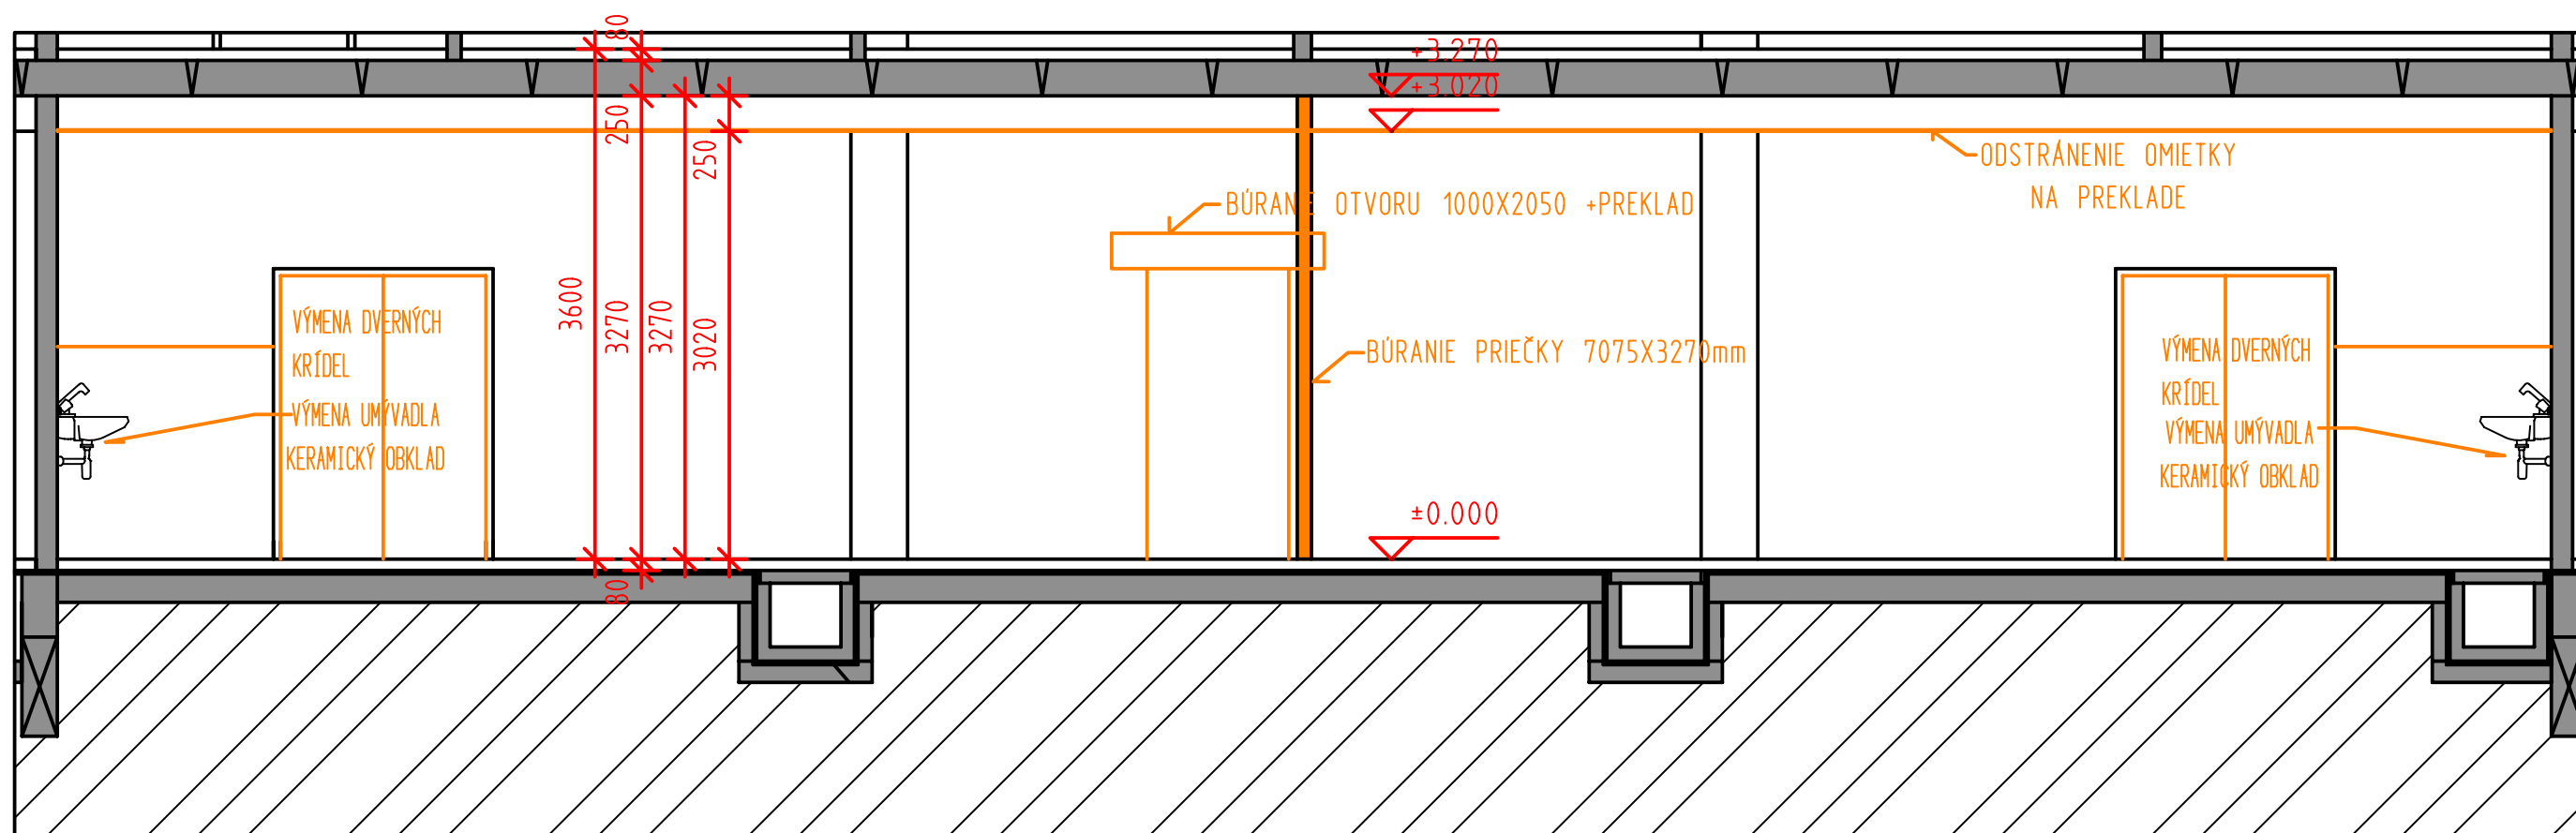 80
+3.270
+3.020
250
250
ODSTRÁNENIE OMIETKY
NA PREKLADE
BÚRANIE OTVORU 1000X2050 +PREKLAD
3600
3270
3270
3020
VÝMENA DVERNÝCH
KRÍDEL
VÝMENA UMÝVADLA
KERAMICKÝ OBKLAD
BÚRANIE PRIEČKY 7075X3270mm
VÝMENA DVERNÝCH
KRÍDEL
VÝMENA UMÝVADLA
KERAMICKÝ OBKLAD
±0.000
80